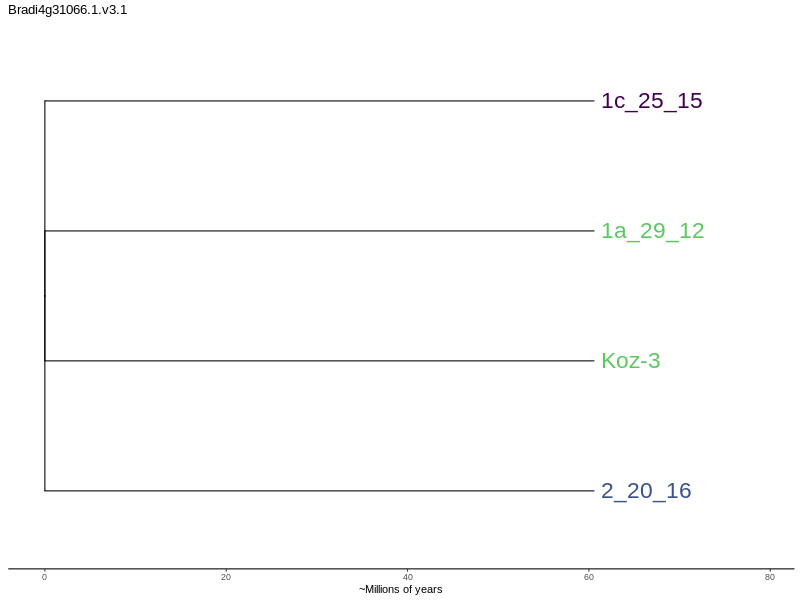 Bradi4g31066.1.v3.1
1c_25_15
1a_29_12
Koz-3
2_20_16
0 20 40 60 80
~Millions of years